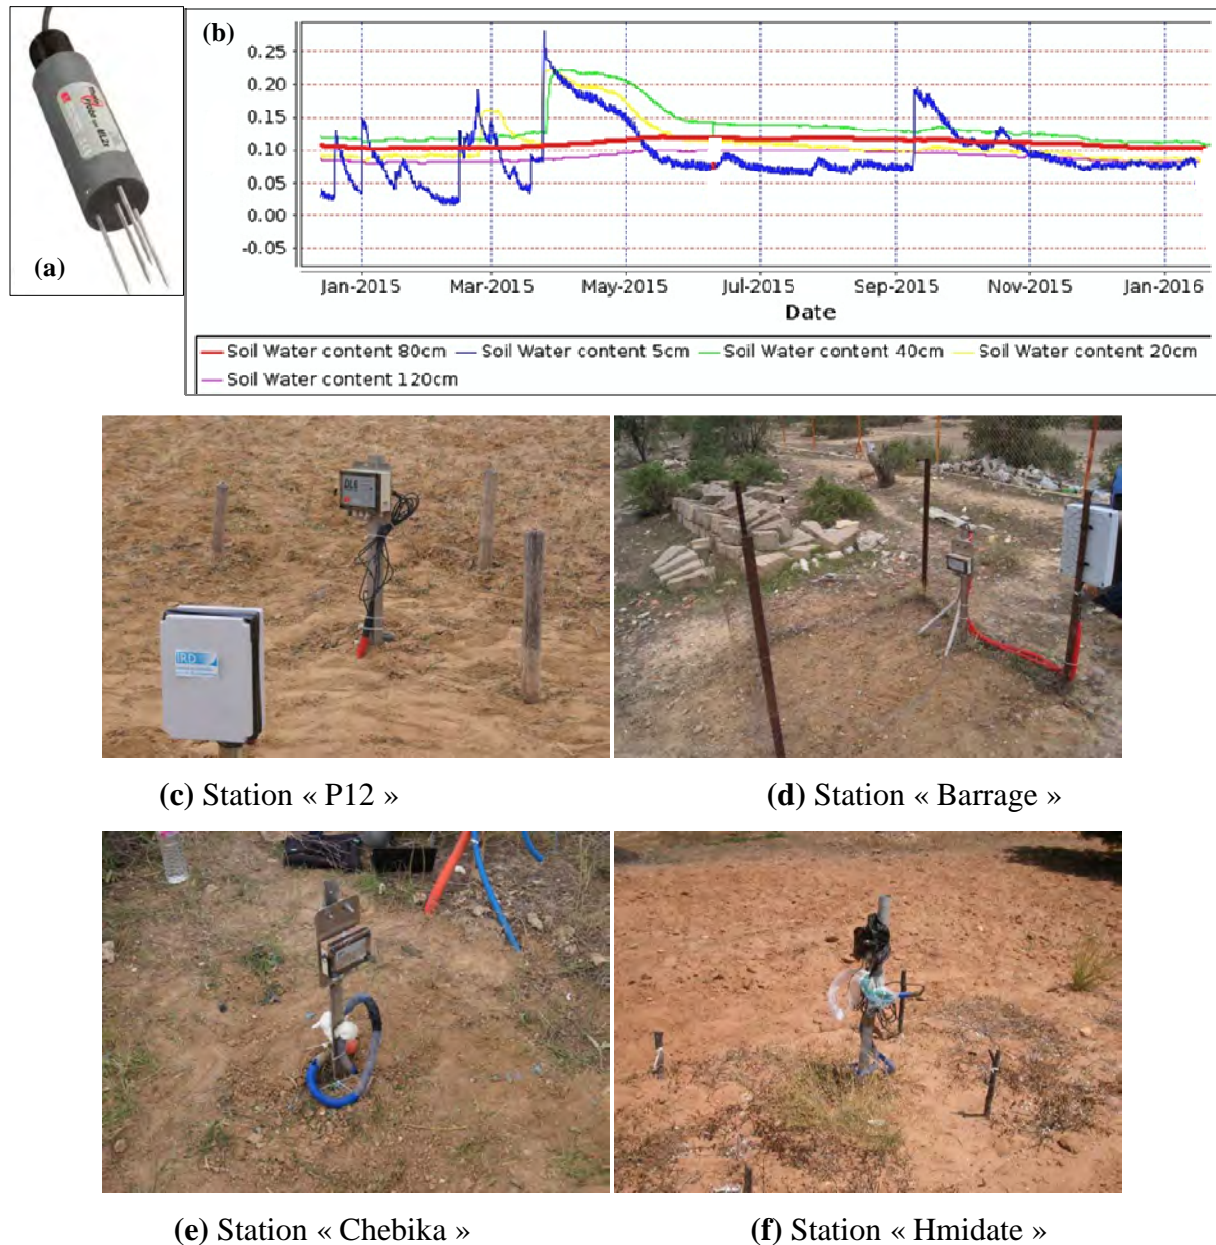 (a)
(b)
0.25
0.20
0.15
0.10
0.05
0.00
-0.05
Jan-2015 Mar-2015 May-2015 Jul-2015 Sep-2015 Nov-2015 Jan-2016
Date
Soil Water content 80cm Soil Water content 5cm Soil Water content 40cm Soil Water content 20cm
Soil Water content 120cm
DL6
IRD
(c) Station « P12 »
(d) Station « Barrage »
(e) Station « Chebika »
(f) Station « Hmidate »